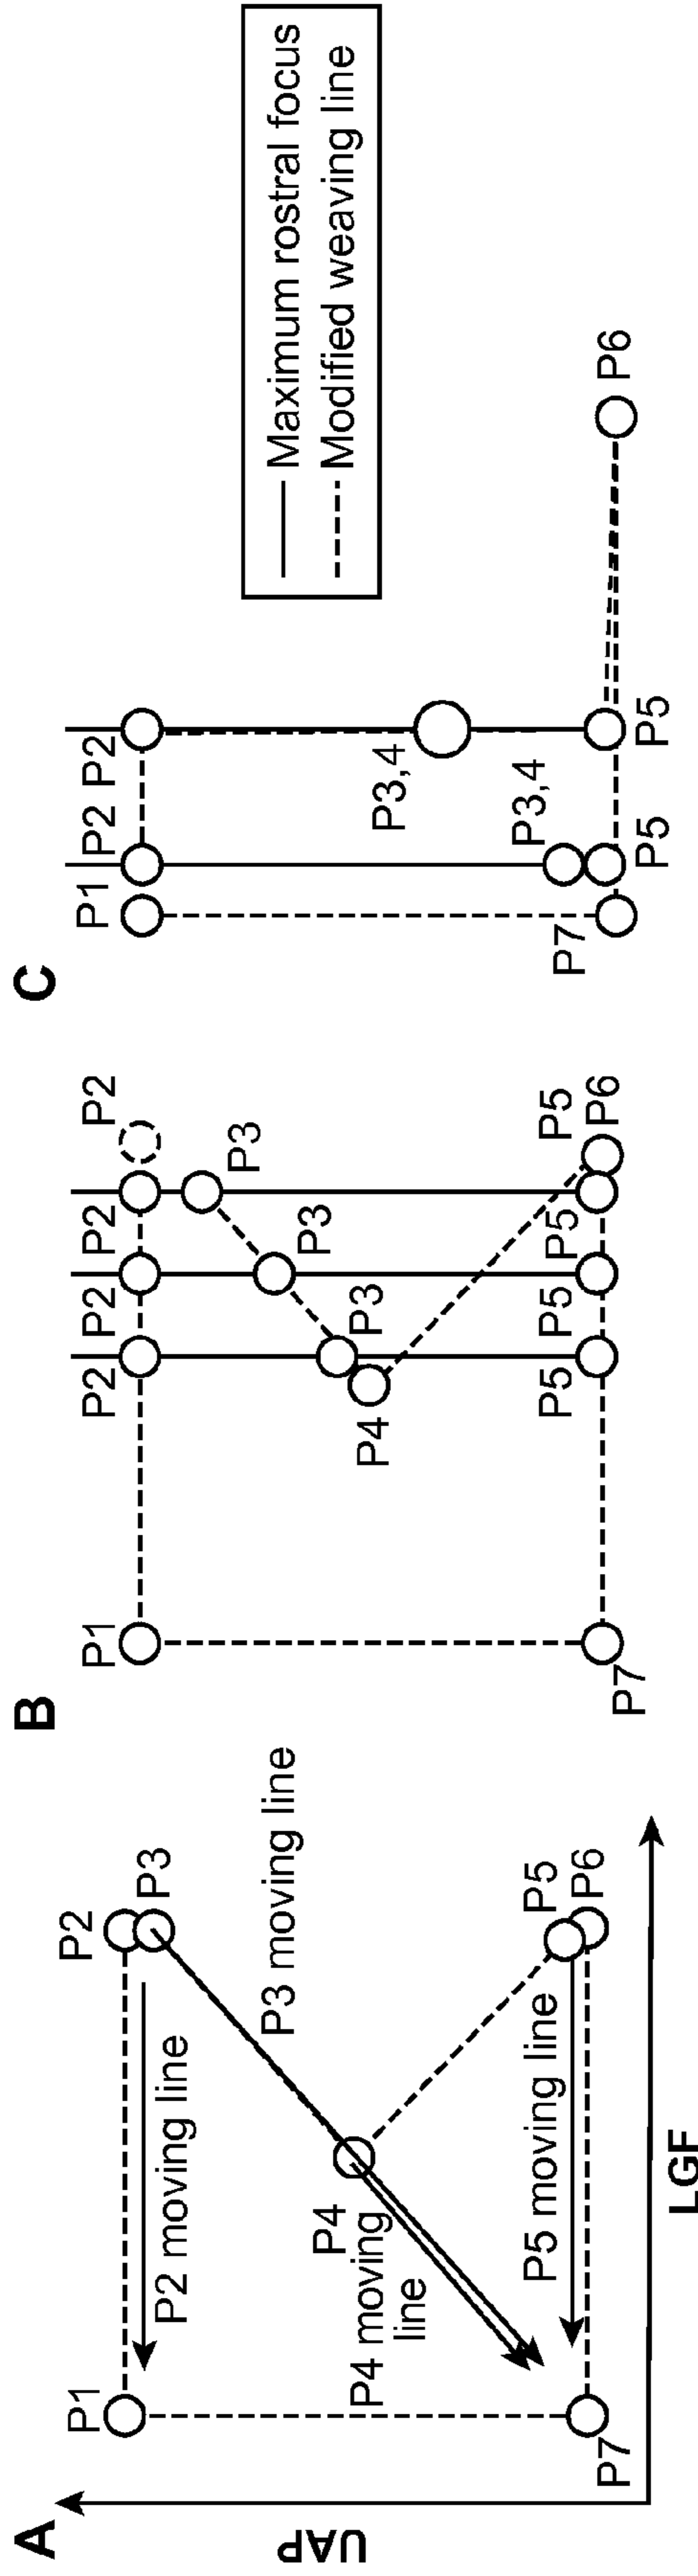 A
P1
P2
P3
P2 moving line
P3 moving line
P4
P4 moving
line
P5
P6
P5 moving line
P7
UAP
LGF
B
P1
P2
P2
P2
P2
P3
P3
P3
P4
P5
P5
P5
P5
P6
P7
C
P1
P2
P2
P3,4
P3,4
P5
P5
P6
P7
Maximum rostral focus
Modified weaving line